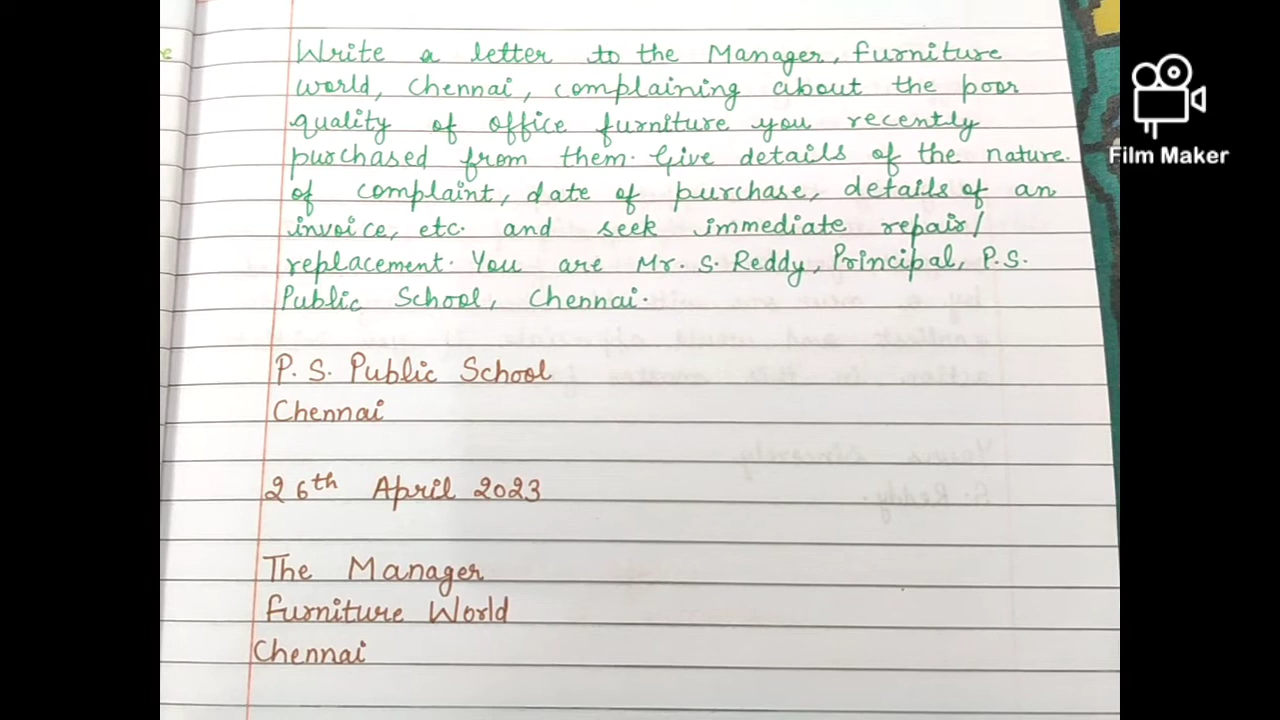 Write a letter to the Manager, Furniture
world, Chennai, complaining about the poor
quality of office furniture you recently
purchased from them. Give details of the nature
of complaint, date of purchase, details of an
invoice, etc. and seek immediate repair/
replacement. You are Mr. S. Reddy, Principal, P.S.
Public School, Chennai.
P. S. Public School
Chennai
26th April 2023
The Manager
Furniture World
Chennai
Film Maker